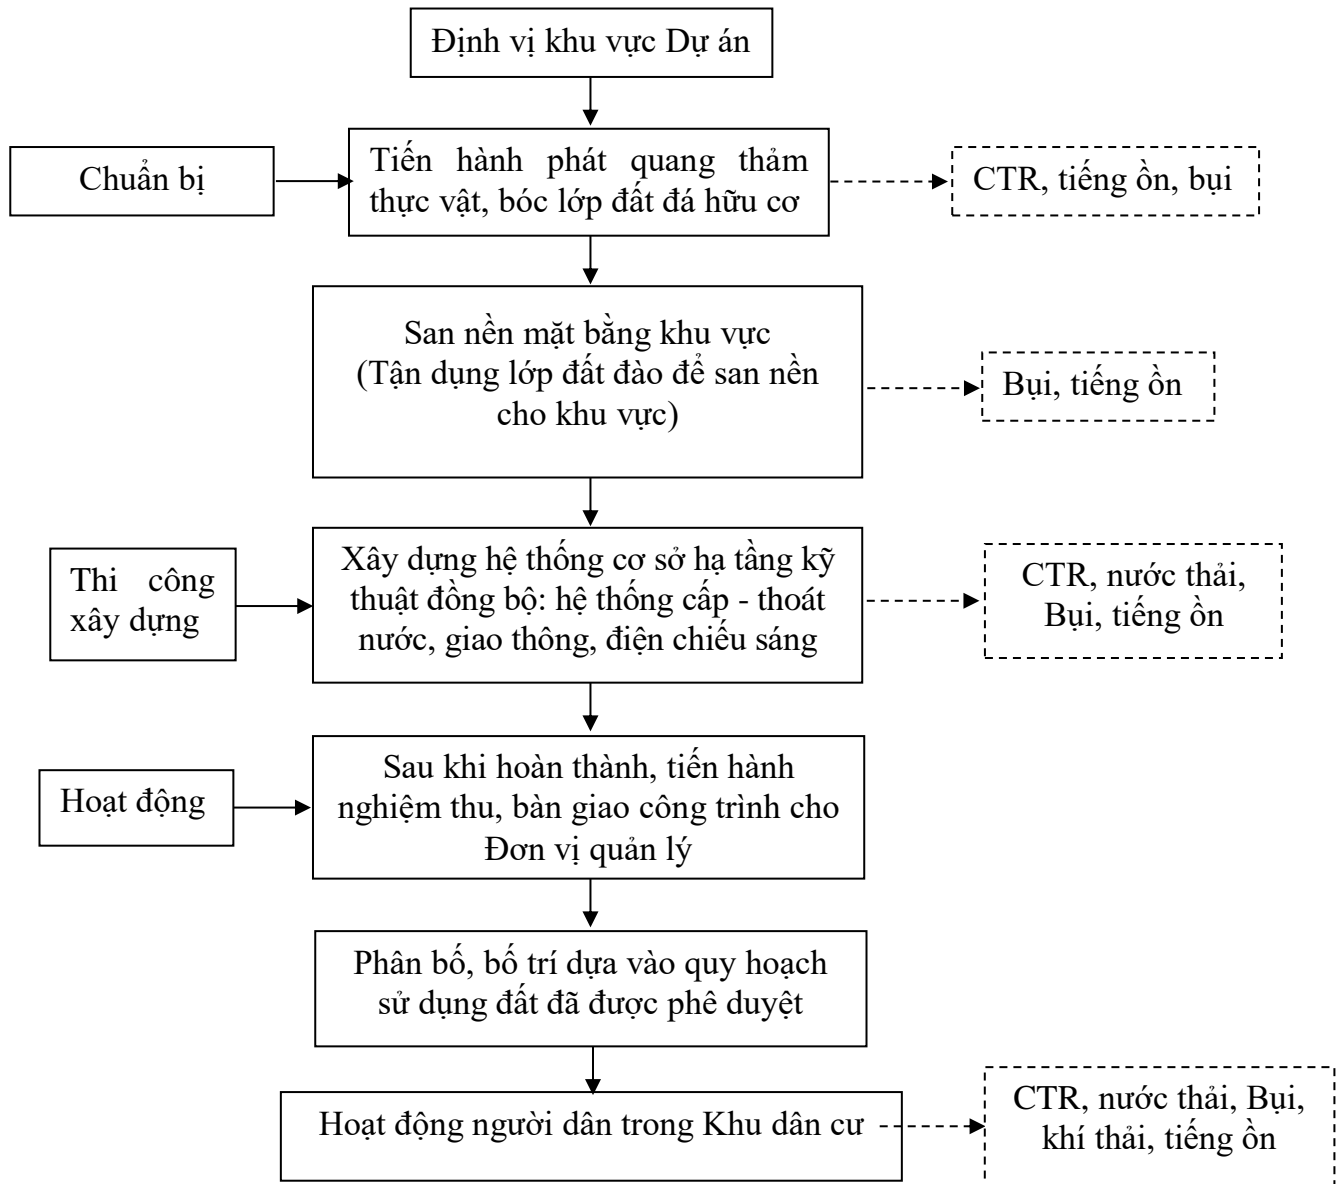 Định vị khu vực Dự án
Chuẩn bị
Tiến hành phát quang thảm
thực vật, bóc lớp đất đá hữu cơ
CTR, tiếng ồn, bụi
San nền mặt bằng khu vực
(Tận dụng lớp đất đào để san nền
cho khu vực)
Bụi, tiếng ồn
Thi công
xây dựng
Xây dựng hệ thống cơ sở hạ tầng kỹ
thuật đồng bộ: hệ thống cấp - thoát
nước, giao thông, điện chiếu sáng
CTR, nước thải,
Bụi, tiếng ồn
Hoạt động
Sau khi hoàn thành, tiến hành
nghiệm thu, bàn giao công trình cho
Đơn vị quản lý
Phân bố, bố trí dựa vào quy hoạch
sử dụng đất đã được phê duyệt
Hoạt động người dân trong Khu dân cư
CTR, nước thải, Bụi,
khí thải, tiếng ồn